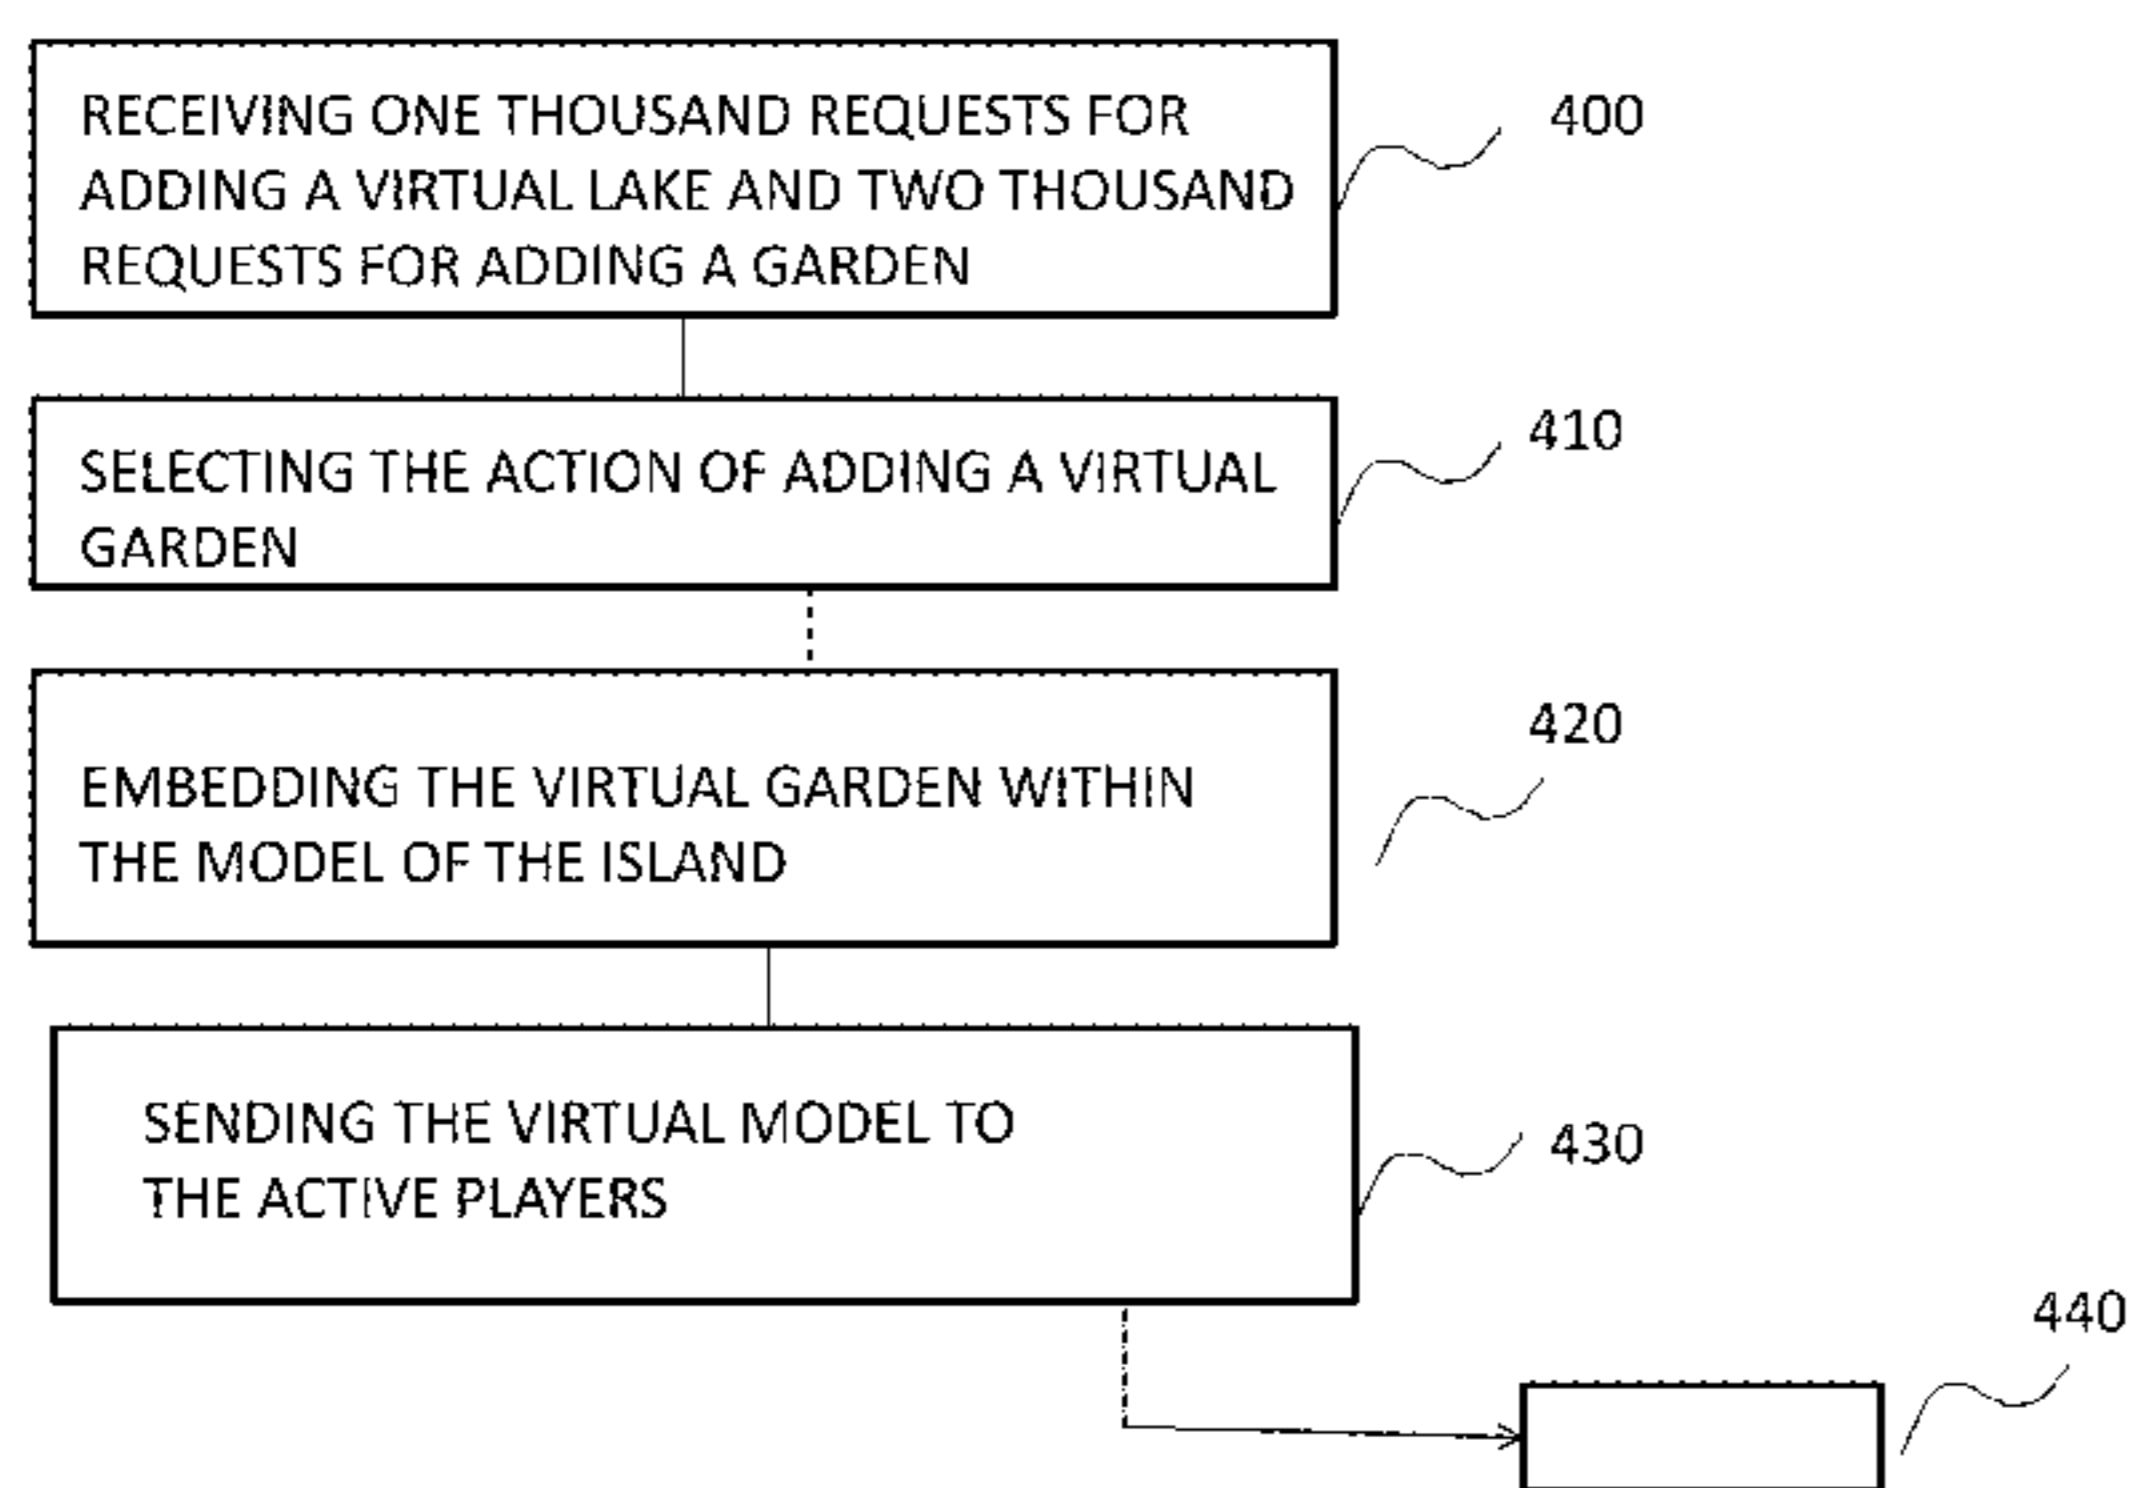 RECEIVING ONE THOUSAND REQUESTS FOR
ADDING A VIRTUAL LAKE AND TWO THOUSAND
REQUESTS FOR ADDING A GARDEN
400
SELECTING THE ACTION OF ADDING A VIRTUAL
GARDEN
410
EMBEDDING THE VIRTUAL GARDEN WITHIN
THE MODEL OF THE ISLAND
420
SENDING THE VIRTUAL MODEL TO
THE ACTIVE PLAYERS
430
440